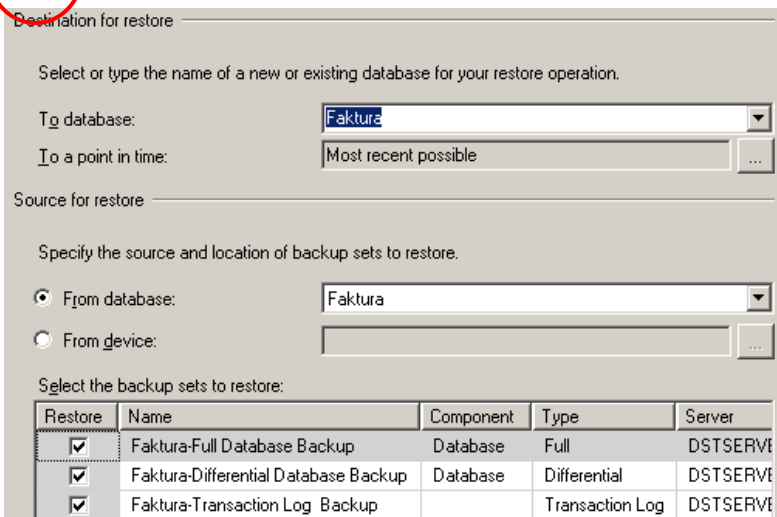 Destination for restore
Select or type the name of a new or existing database for your restore operation.
To database: Faktura
To a point in time: Most recent possible ...
Source for restore
Specify the source and location of backup sets to restore.
From database: Faktura
From device: ...
Select the backup sets to restore:
Restore Name Component Type Server
Faktura-Full Database Backup Database Full DSTSERVE
Faktura-Differential Database Backup Database Differential DSTSERVE
Faktura-Transaction Log Backup Transaction Log DSTSERVE